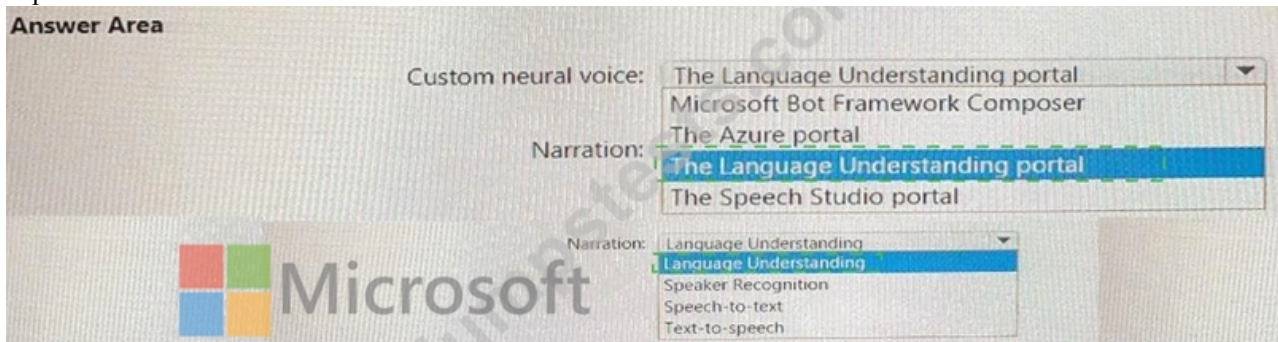 Answer Area
Custom neural voice: The Language Understanding portal
Microsoft Bot Framework Composer
The Azure portal
Narration:
The Language Understanding portal
The Speech Studio portal
Narration: Language Understanding
Language Understanding
Speaker Recognition
Speech-to-text
Text-to-speech
Microsoft